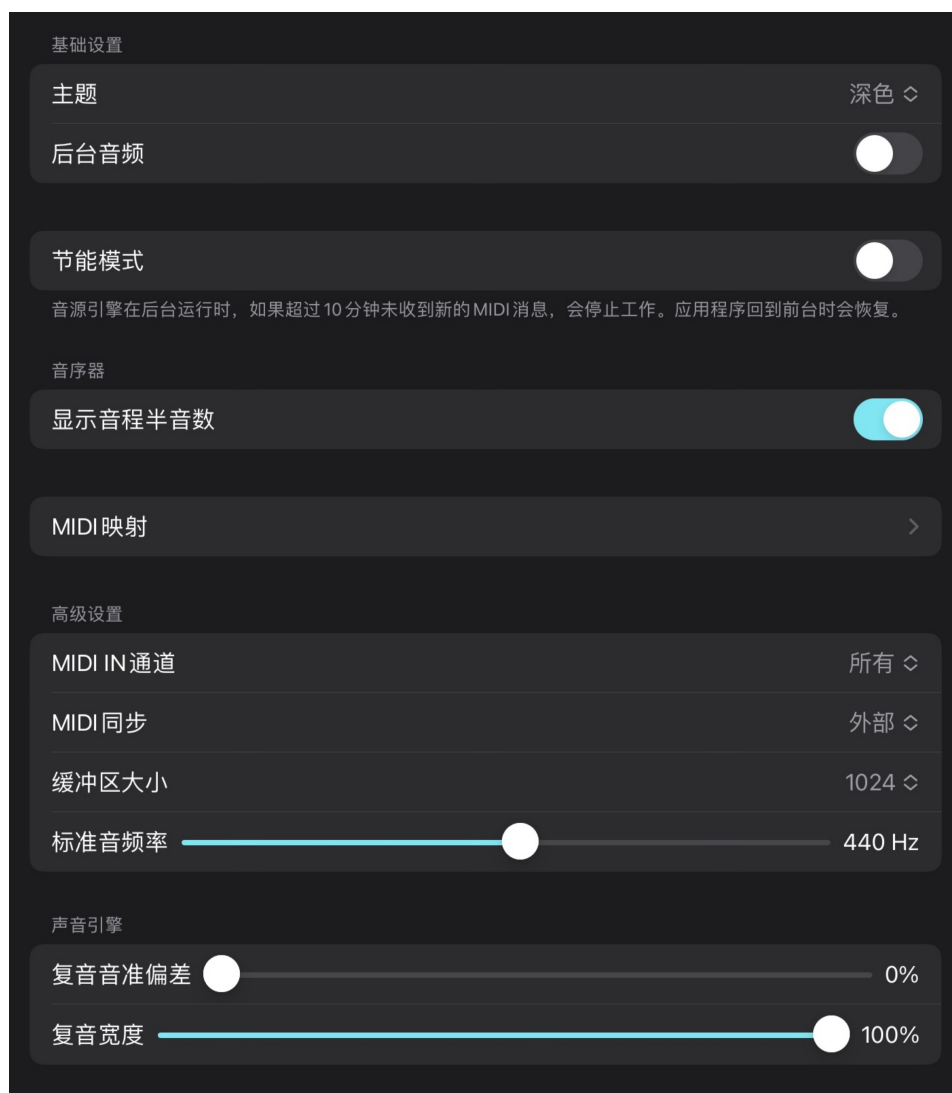 基础设置
主题 深色
后台音频
节能模式
音源引擎在后台运行时，如果超过10分钟未收到新的MIDI消息，会停止工作。应用程序回到前台时会恢复。
音序器
显示音程半音数
MIDI映射
高级设置
MIDI IN通道 所有
MIDI同步 外部
缓冲区大小 1024
标准音频率 440 Hz
声音引擎
复音音准偏差 0%
复音宽度 100%